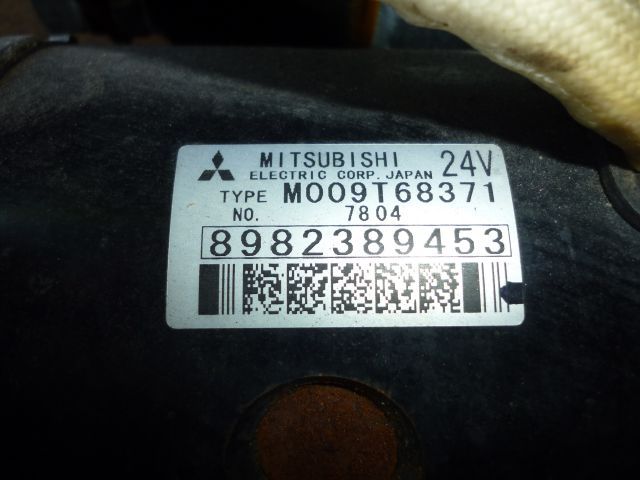 MITSUBISHI 24V
ELECTRIC CORP. JAPAN
TYPE M009T68371
NO. 7804
8982389453